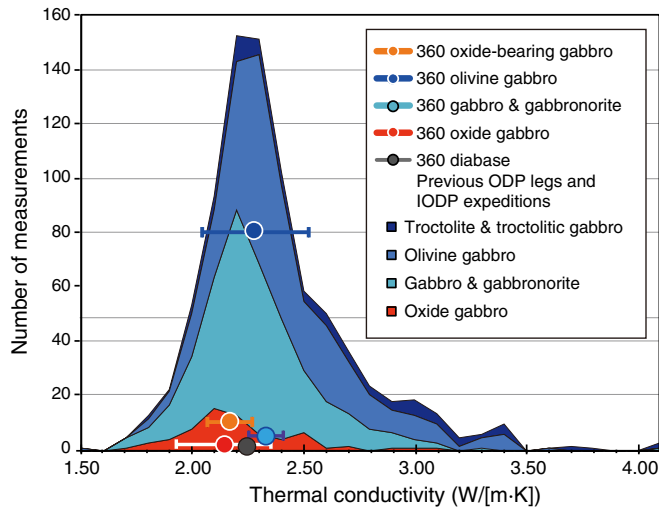 160
140
120
100
80
60
40
20
0
Number of measurements
1.50
2.00
2.50
3.00
3.50
4.00
Thermal conductivity (W/[m·K])
360 oxide-bearing gabbro
360 olivine gabbro
360 gabbro & gabbronorite
360 oxide gabbro
360 diabase
Previous ODP legs and
IODP expeditions
Troctolite & troctolitic gabbro
Olivine gabbro
Gabbro & gabbronorite
Oxide gabbro